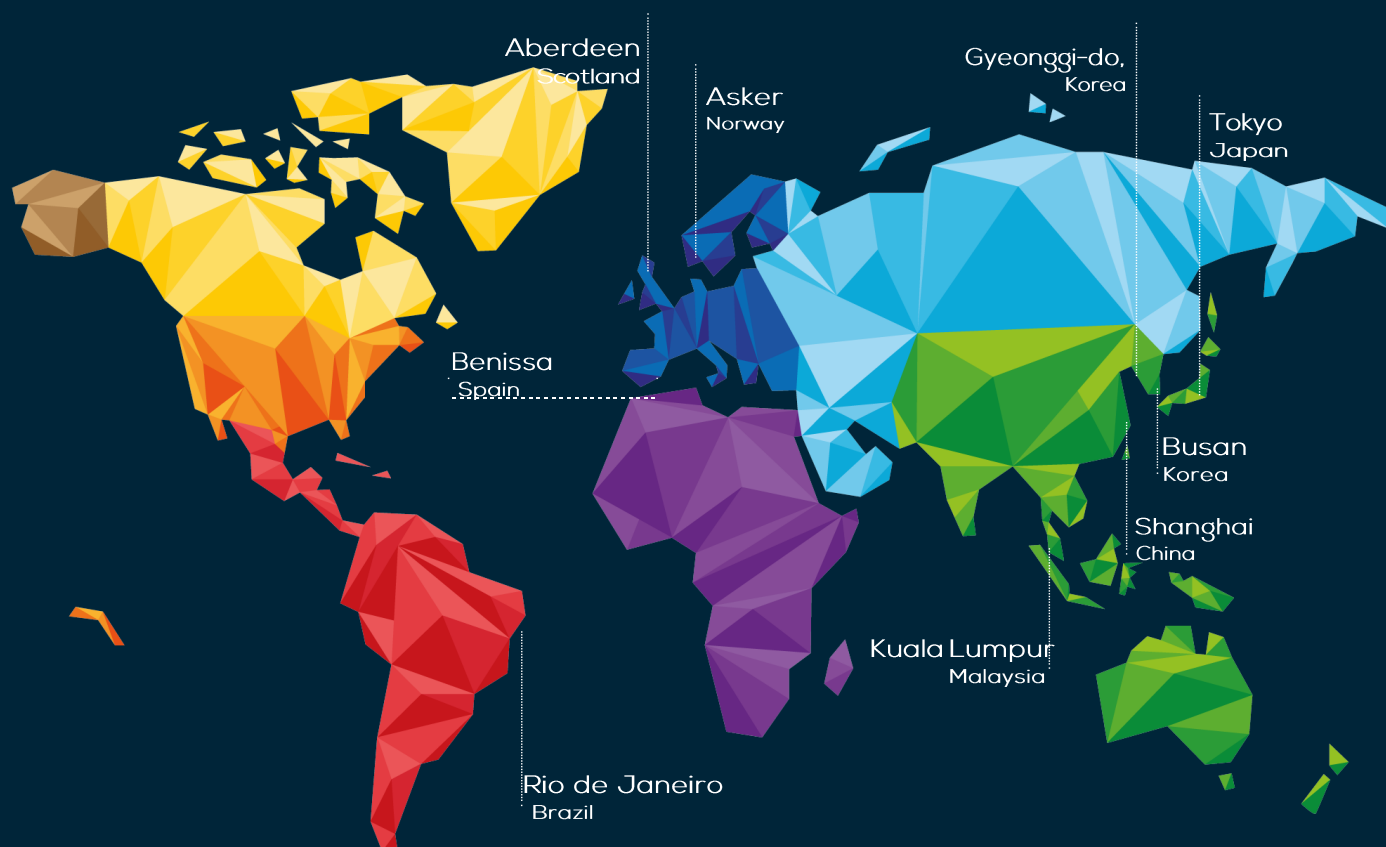 Aberdeen
Scotland
Gyeonggi-do,
Korea
Asker
Norway
Tokyo
Japan
Benissa
Spain
Busan
Korea
Shanghai
China
Kuala Lumpur
Malaysia
Rio de Janeiro
Brazil